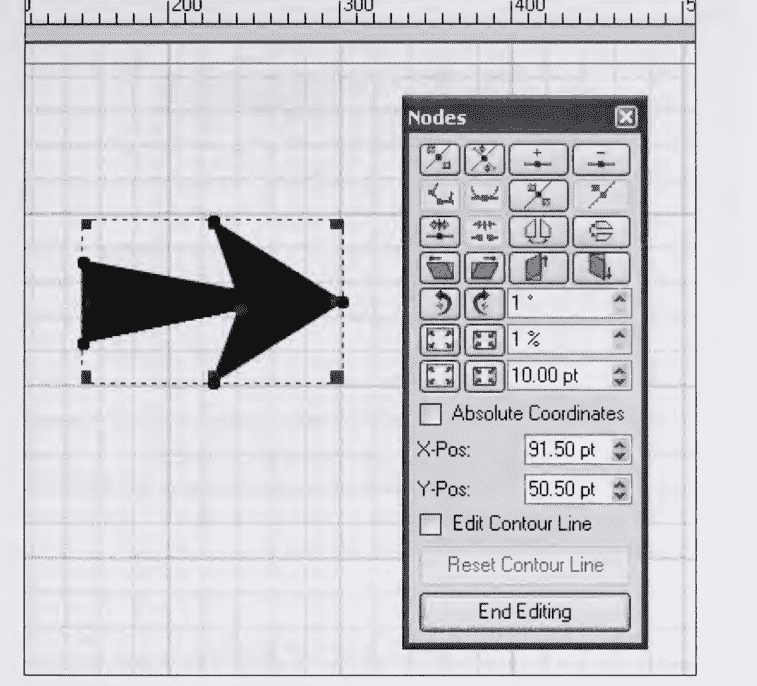 200 300 400 5
Nodes
1 °
1 %
10.00 pt
Absolute Coordinates
X-Pos: 91.50 pt
Y-Pos: 50.50 pt
Edit Contour Line
Reset Contour Line
End Editing